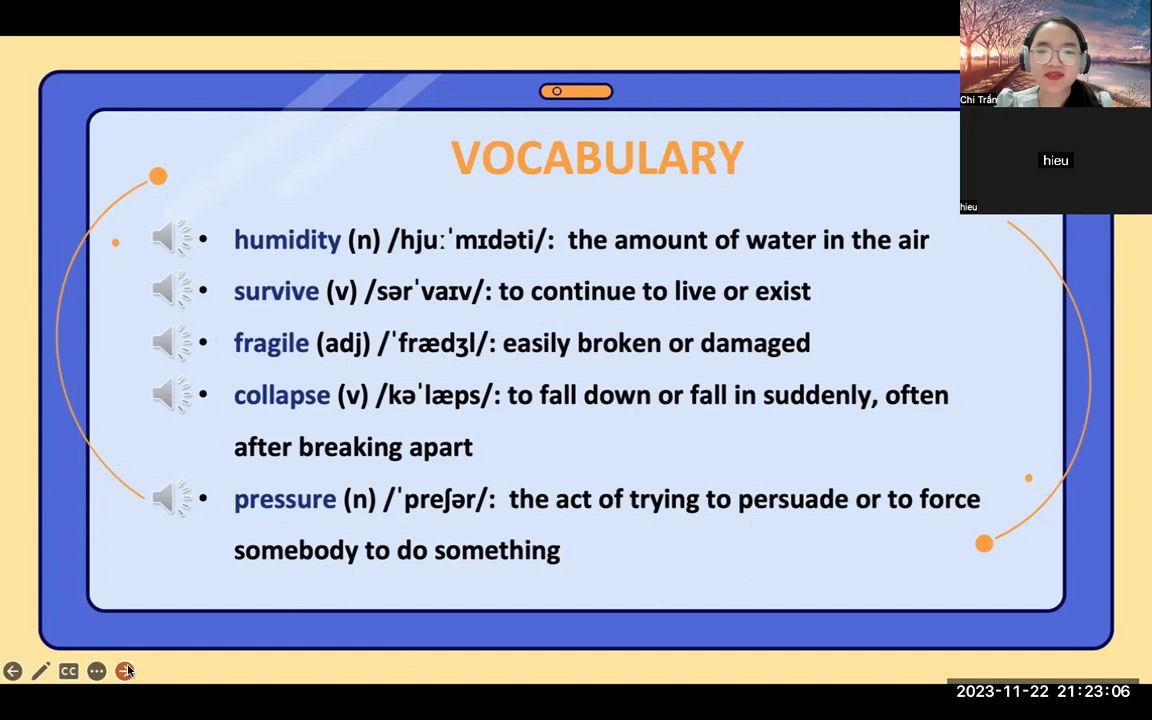 Chi Trần
hieu
hieu
VOCABULARY
• humidity (n) /hjuːˈmɪdəti/: the amount of water in the air
• survive (v) /sərˈvaɪv/: to continue to live or exist
• fragile (adj) /ˈfrædʒl/: easily broken or damaged
• collapse (v) /kəˈlæps/: to fall down or fall in suddenly, often
after breaking apart
• pressure (n) /ˈpreʃər/: the act of trying to persuade or to force
somebody to do something
CC
2023-11-22 21:23:06